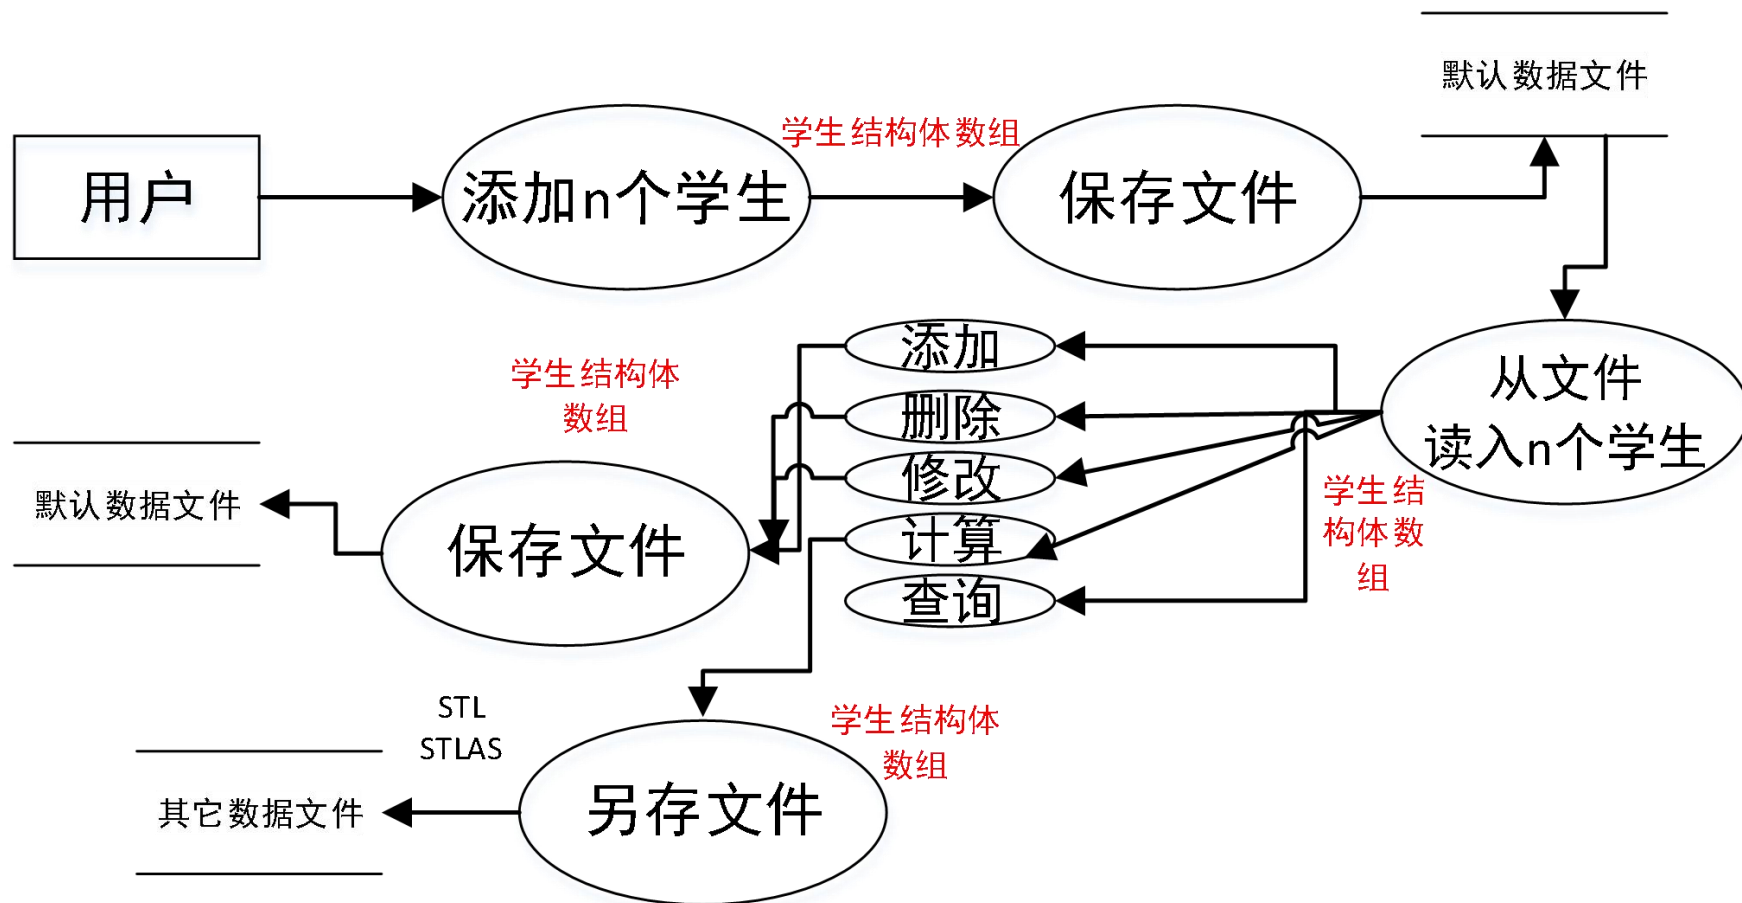 默认数据文件
用户
添加n个学生
学生结构体数组
保存文件
添加
删除
修改
计算
查询
从文件
读入n个学生
学生结
构体数
组
学生结构体
数组
默认数据文件
保存文件
STL
STLAS
学生结构体
数组
其它数据文件
另存文件